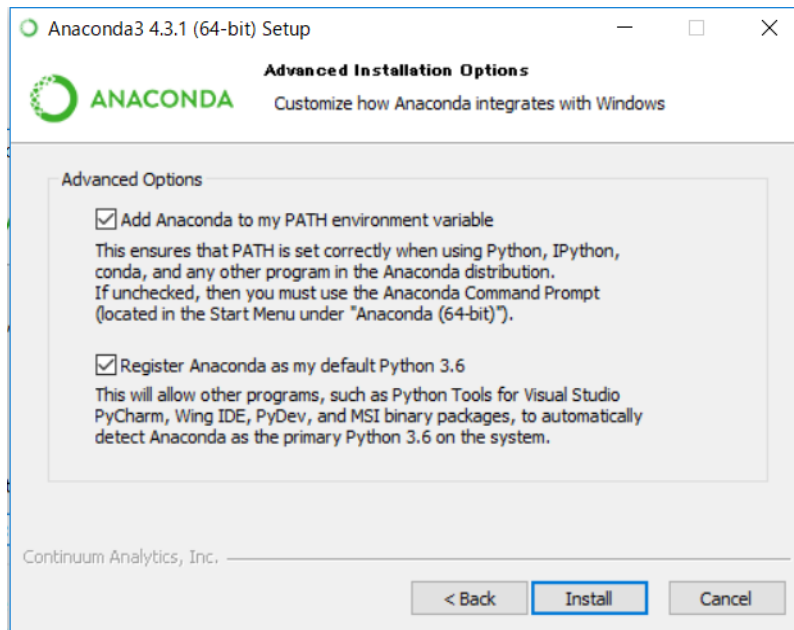 Anaconda3 4.3.1 (64-bit) Setup
ANACONDA
Advanced Installation Options
Customize how Anaconda integrates with Windows
Advanced Options
Add Anaconda to my PATH environment variable
This ensures that PATH is set correctly when using Python, IPython,
conda, and any other program in the Anaconda distribution.
If unchecked, then you must use the Anaconda Command Prompt
(located in the Start Menu under "Anaconda (64-bit)").
Register Anaconda as my default Python 3.6
This will allow other programs, such as Python Tools for Visual Studio
PyCharm, Wing IDE, PyDev, and MSI binary packages, to automatically
detect Anaconda as the primary Python 3.6 on the system.
Continuum Analytics, Inc.
< Back
Install
Cancel